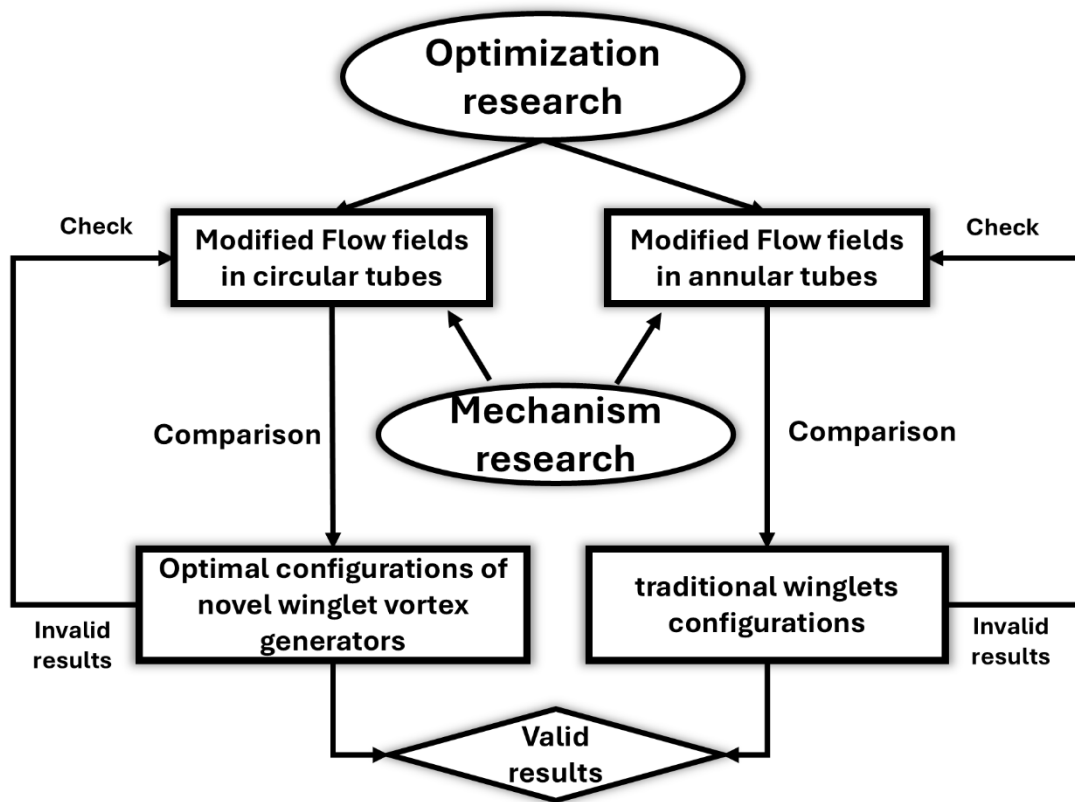 Optimization
research
Check
Modified Flow fields
in circular tubes
Modified Flow fields
in annular tubes
Check
Mechanism
research
Comparison
Comparison
Optimal configurations of
novel winglet vortex
generators
traditional winglets
configurations
Invalid
results
Invalid
results
Valid
results